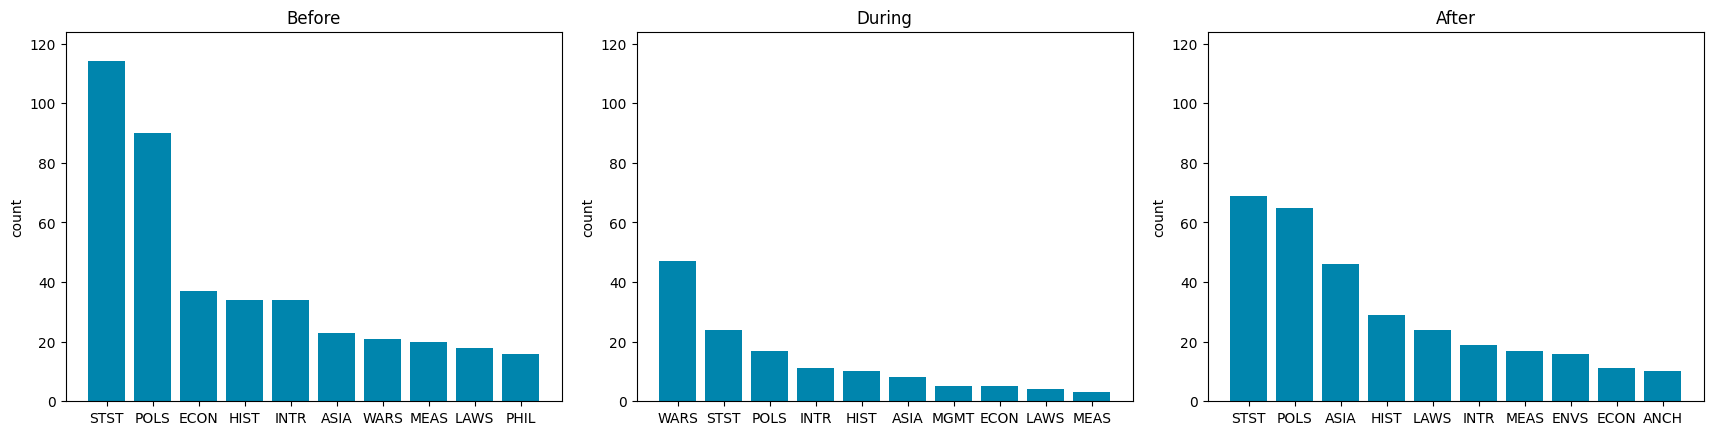 Before
During
After
120
100
80
60
40
20
0
count
STST POLS ECON HIST INTR ASIA WARS MEAS LAWS PHIL
120
100
80
60
40
20
0
count
WARS STST POLS INTR HIST ASIA MGMT ECON LAWS MEAS
120
100
80
60
40
20
0
count
STST POLS ASIA HIST LAWS INTR MEAS ENVS ECON ANCH